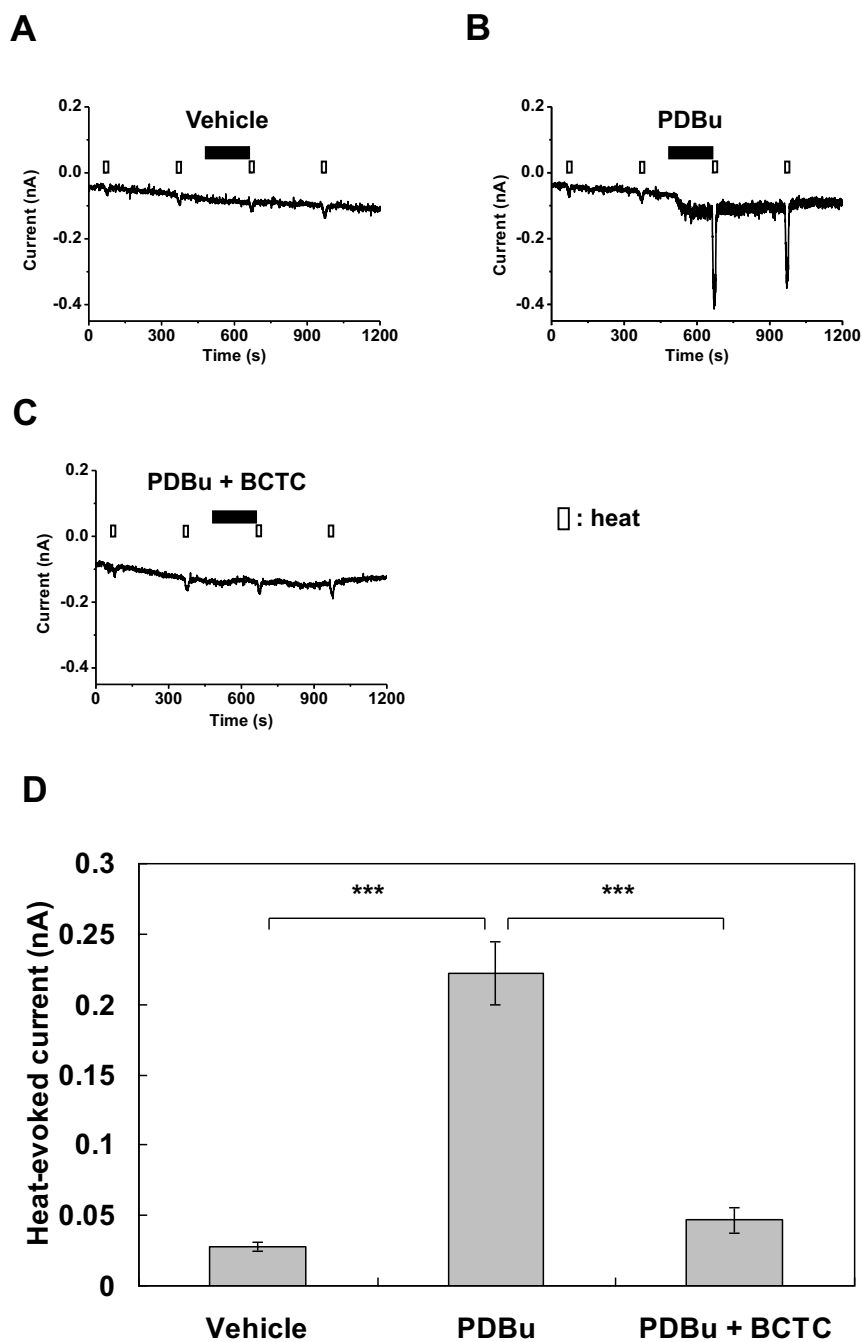 A
B
Vehicle
PDBu
0.2
0.0
-0.2
-0.4
Current (nA)
0 300 600 900 1200
Time (s)
0.2
0.0
-0.2
-0.4
Current (nA)
0 300 600 900 1200
Time (s)
C
PDBu + BCTC
0.2
0.0
-0.2
-0.4
Current (nA)
0 300 600 900 1200
Time (s)
: heat
D
0.3
0.25
0.2
0.15
0.1
0.05
0
Heat-evoked current (nA)
*** ***
Vehicle PDBu PDBu + BCTC